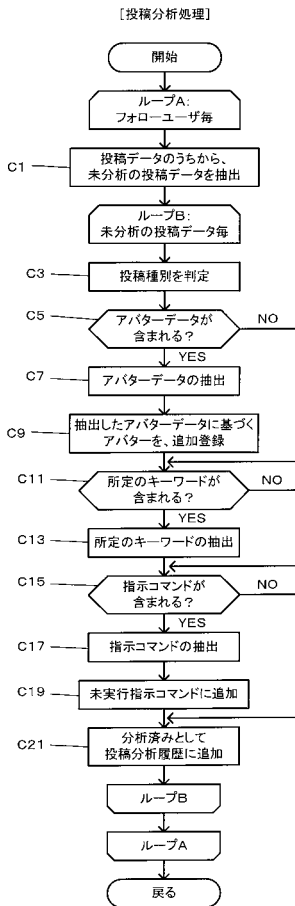 [投稿分析処理]
開始
ループA:
フォローユーザ毎
C1
投稿データのうちから、
未分析の投稿データを抽出
ループB:
未分析の投稿データ毎
C3
投稿種別を判定
C5
アバターデータが
含まれる？
NO
YES
C7
アバターデータの抽出
C9
抽出したアバターデータに基づく
アバターを、追加登録
C11
所定のキーワードが
含まれる？
NO
YES
C13
所定のキーワードの抽出
C15
指示コマンドが
含まれる？
NO
YES
C17
指示コマンドの抽出
C19
未実行指示コマンドに追加
C21
分析済みとして
投稿分析履歴に追加
ループB
ループA
戻る